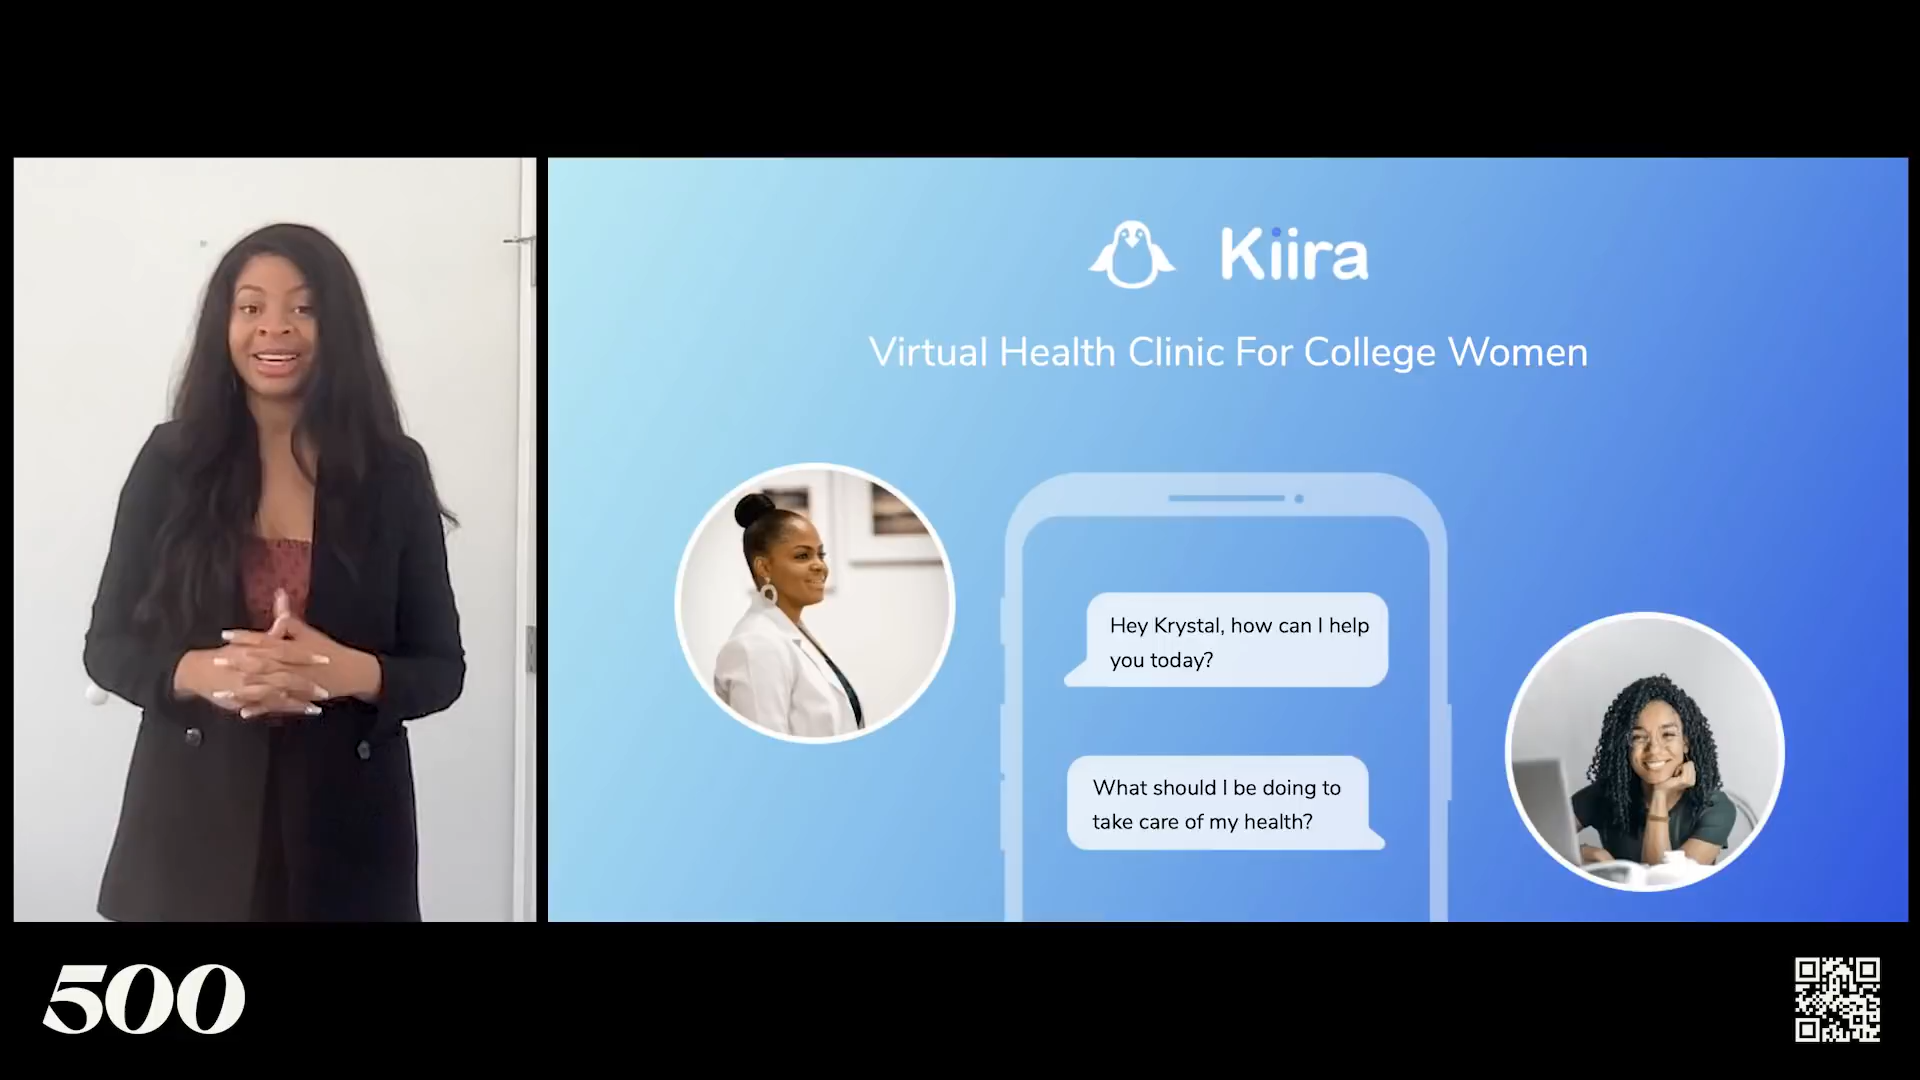 Kiira
Virtual Health Clinic For College Women
Hey Krystal, how can I help
you today?
What should I be doing to
take care of my health?
500